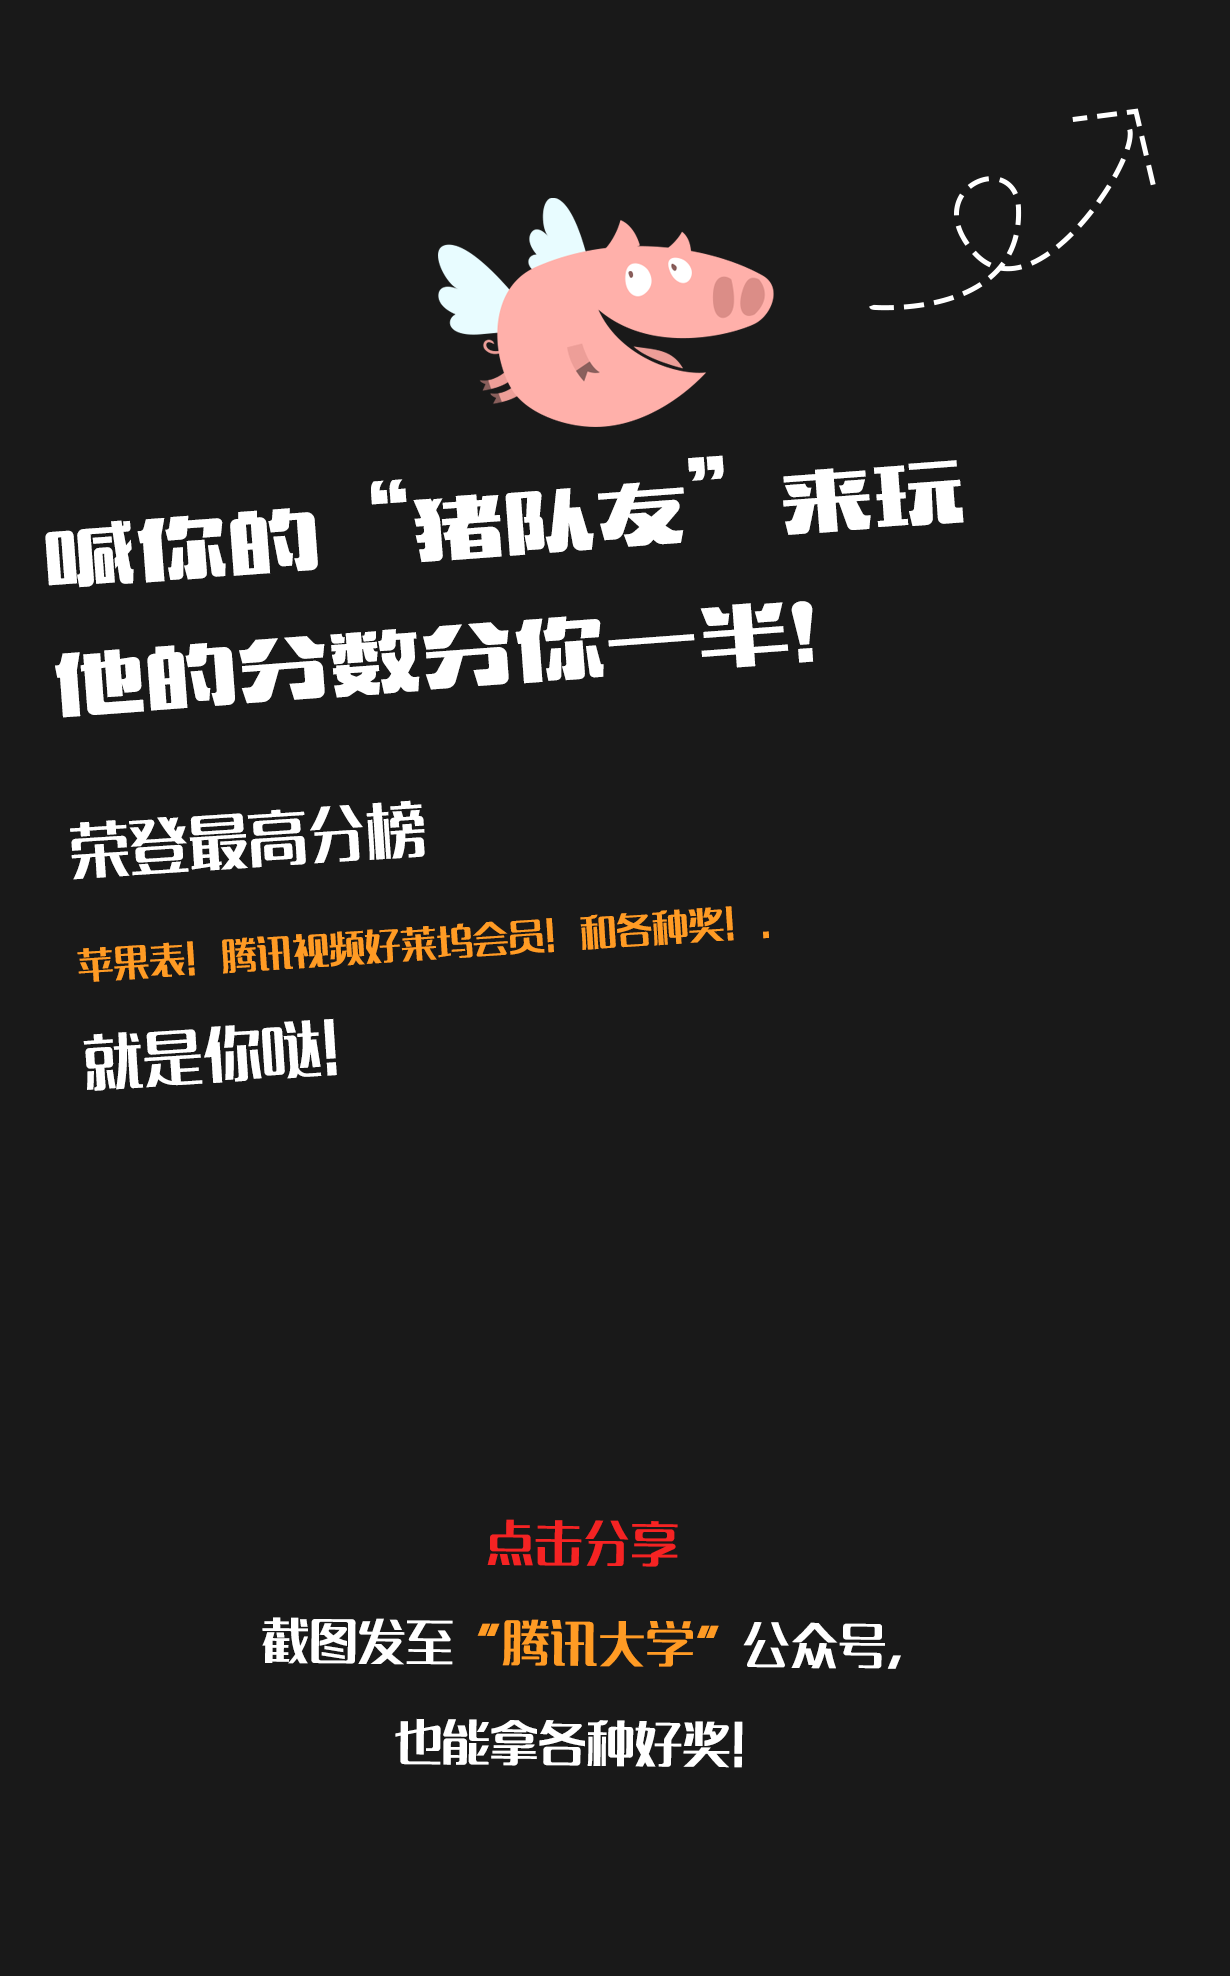 喊你的“猪队友”来玩
他的分数分你一半！
荣登最高分榜
苹果表！腾讯视频好莱坞会员！和各种奖！.
就是你哒！
点击分享
截图发至“腾讯大学”公众号，
也能拿各种好奖！